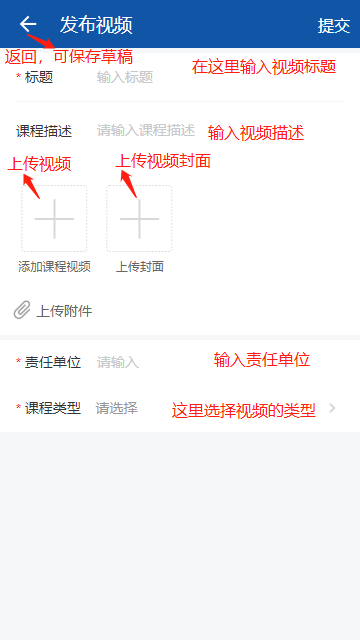 发布视频 提交
返回，可保存草稿
* 标题 输入标题 在这里输入视频标题
课程描述 请输入课程描述 输入视频描述
上传视频 上传视频封面
添加课程视频 上传封面
上传附件
* 责任单位 请输入 输入责任单位
* 课程类型 请选择 这里选择视频的类型